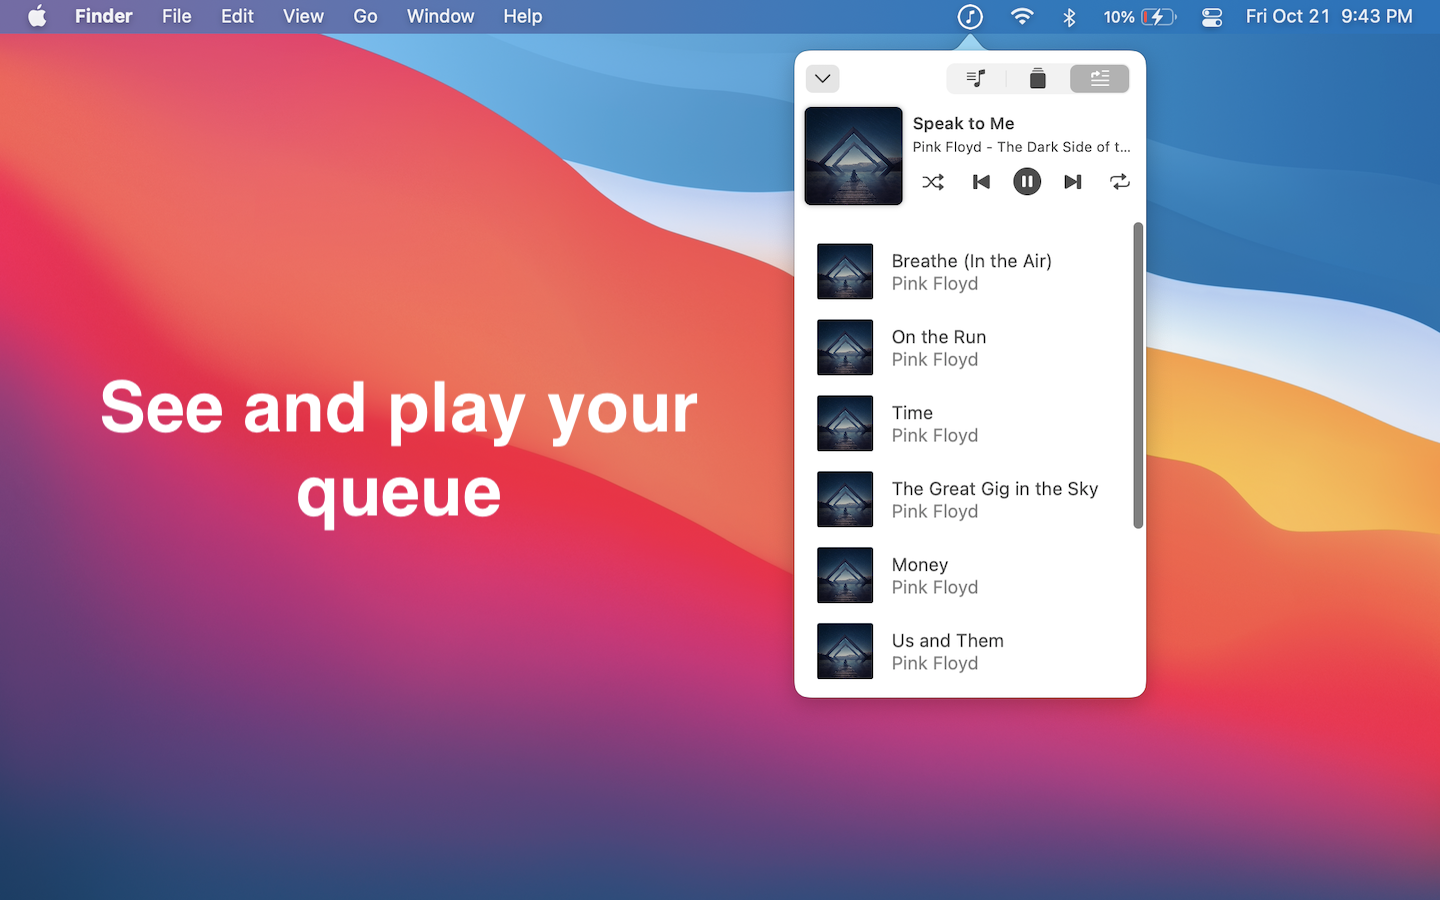 Finder File Edit View Go Window Help 10% Fri Oct 21 9:43 PM
Speak to Me
Pink Floyd - The Dark Side of t...
Breathe (In the Air)
Pink Floyd
On the Run
Pink Floyd
Time
Pink Floyd
The Great Gig in the Sky
Pink Floyd
Money
Pink Floyd
Us and Them
Pink Floyd
See and play your
queue